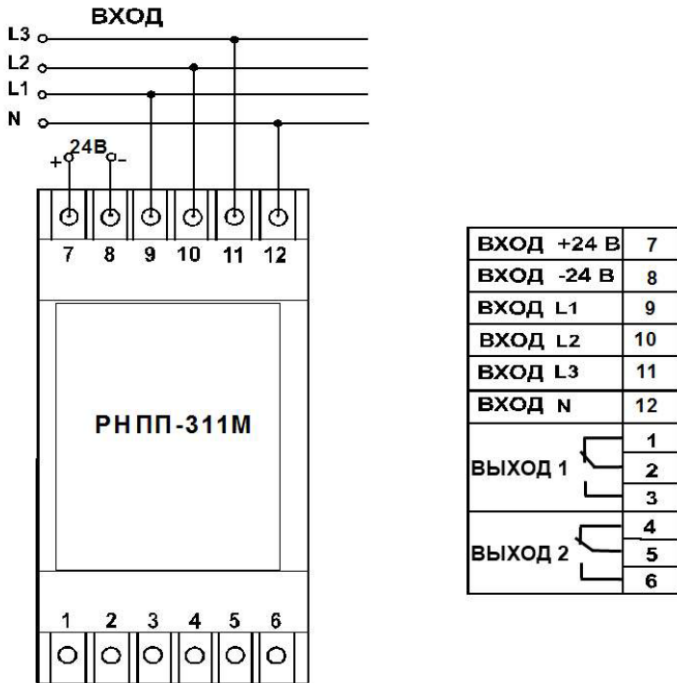 ВХОД
L3
L2
L1
N
+ 24В -
7 8 9 10 11 12
РНПП-311М
1 2 3 4 5 6
ВХОД +24 В 7
ВХОД -24 В 8
ВХОД L1 9
ВХОД L2 10
ВХОД L3 11
ВХОД N 12
ВЫХОД 1 1 2 3
ВЫХОД 2 4 5 6